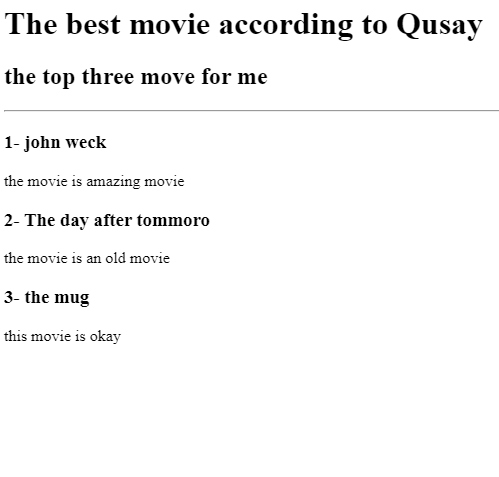 The best movie according to Qusay
the top three move for me
1- john weck
the movie is amazing movie
2- The day after tommoro
the movie is an old movie
3- the mug
this movie is okay